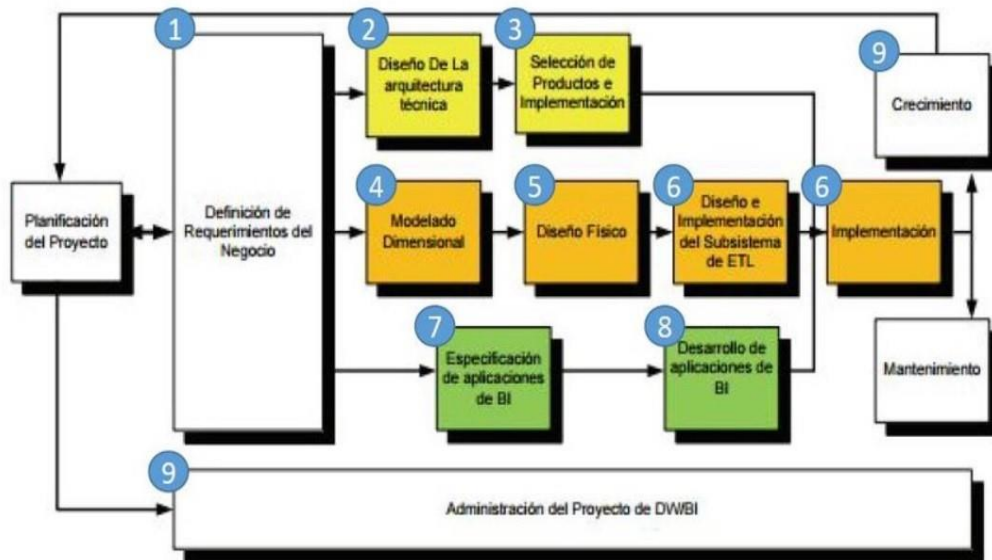 1
2
3
9
Diseño De La
arquitectura
técnica
Selección de
Productos e
Implementación
Crecimiento
4
5
6
6
Planificación
del Proyecto
Definición de
Requerimientos del
Negocio
Modelado
Dimensional
Diseño Físico
Diseño e
Implementación
del Subsistema
de ETL
Implementación
7
8
Especificación
de aplicaciones
de BI
Desarrollo de
aplicaciones de
BI
Mantenimiento
9
Administración del Proyecto de DW/BI